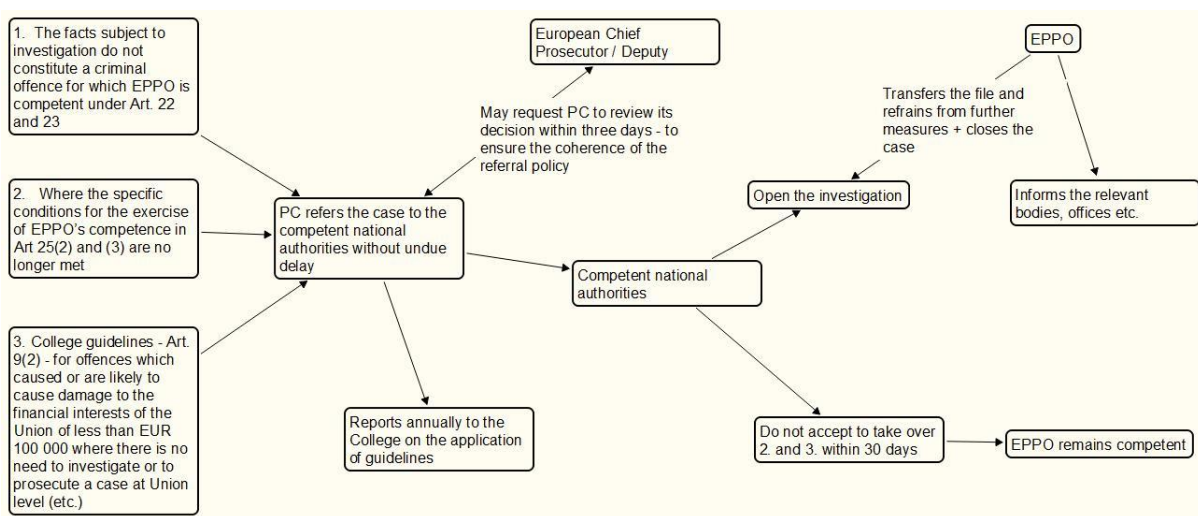 1.  The facts subject to
investigation do not
constitute a criminal
offence for which EPPO is
competent under Art. 22
and 23
European Chief
Prosecutor / Deputy
EPPO
May request PC to review its
decision within three days - to
ensure the coherence of the
referral policy
Transfers the file and
refrains from further
measures + closes the
case
2.   Where the specific
conditions for the exercise
of EPPO's competence in
Art 25(2) and (3) are no
longer met
PC refers the case to the
competent national
authorities without undue
delay
Open the investigation
Informs the relevant
bodies, offices etc.
Competent national
authorities
3. College guidelines - Art.
9(2) - for offences which
caused or are likely to
cause damage to the
financial interests of the
Union of less than EUR
100 000 where there is no
need to investigate or to
prosecute a case at Union
level (etc.)
Reports annually to the
College on the application
of guidelines
Do not accept to take over
2. and 3. within 30 days
EPPO remains competent